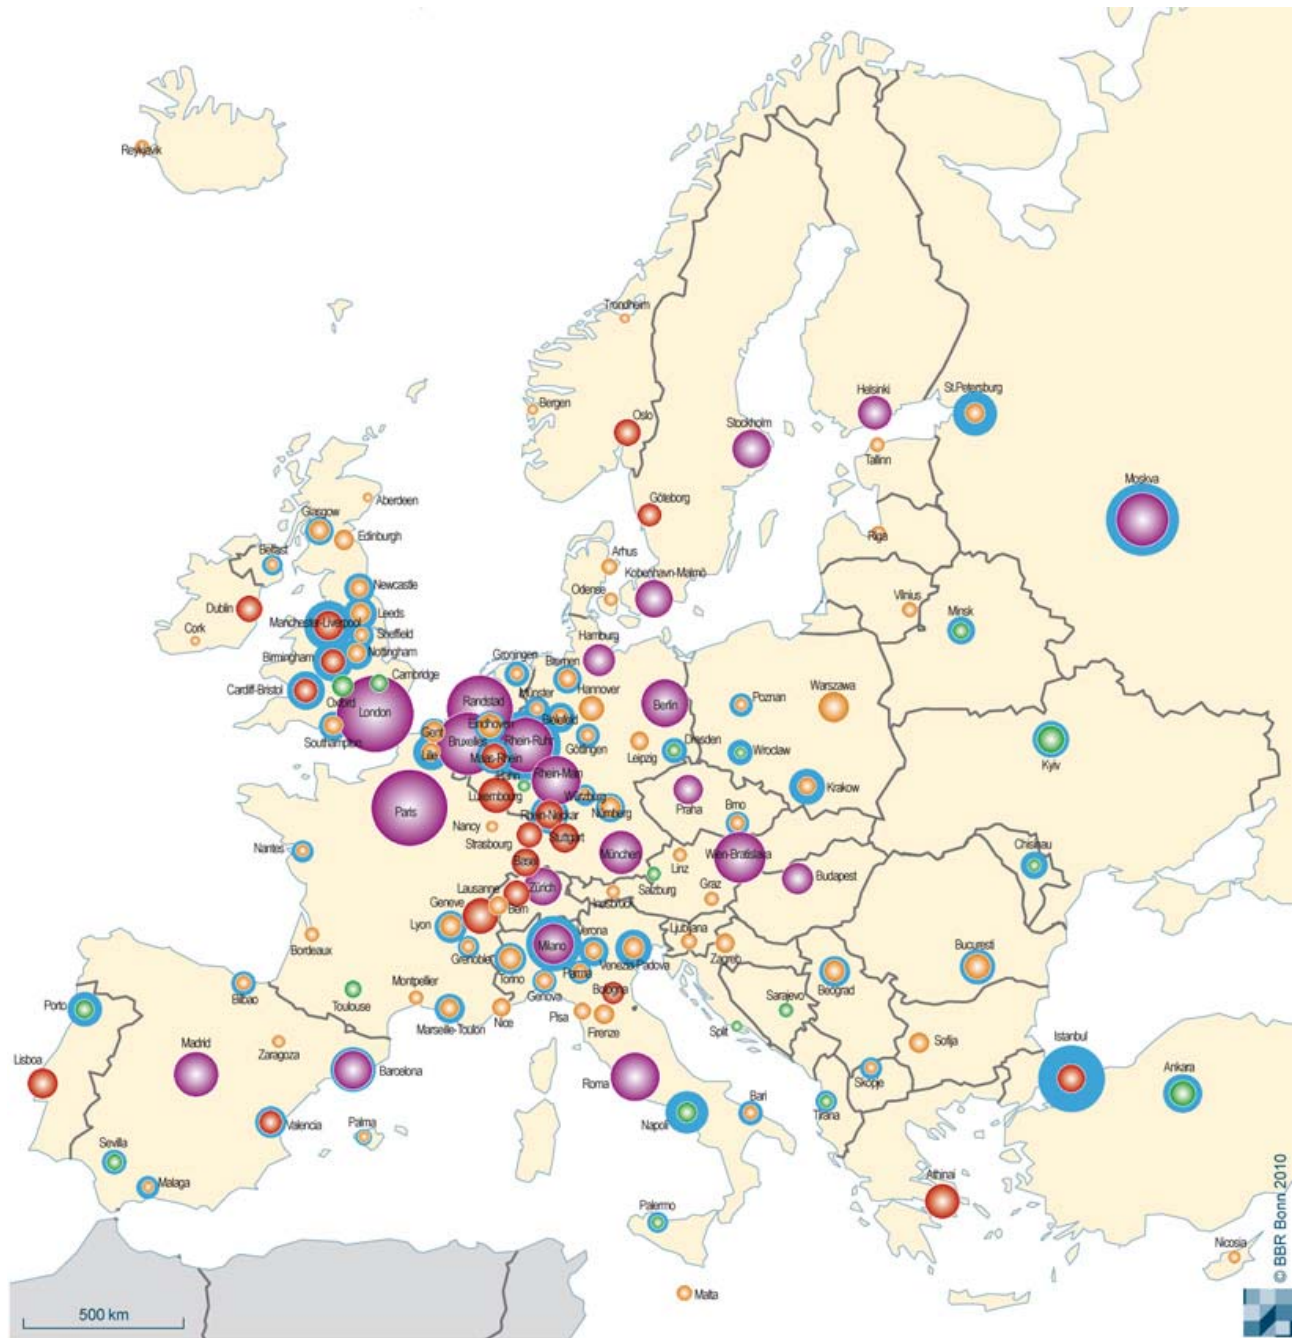 Reykjavik
Trondheim
Bergen
Oslo
Helsinki
St.Petersburg
Stockholm
Tallinn
Moskva
Göteborg
Aberdeen
Glasgow
Edinburgh
Riga
Belfast
Arhus
Kobenhavn-Malmö
Newcastle
Odense
Vilnius
Minsk
Dublin
Leeds
Manchester-Liverpool
Cork
Sheffield
Hamburg
Birmingham
Nottingham
Groningen
Bremen
Cambridge
Cardiff-Bristol
Oxford
Randstad
Münster
Hannover
Berlin
Poznan
Warszawa
London
Eindhoven
Bielefeld
Gent
Southampton
Bruxelles
Rhein-Ruhr
Göttingen
Dresden
Wroclaw
Lille
Maas-Rhein
Leipzig
Kyiv
Rhein-Main
Luxembourg
Würzburg
Praha
Krakow
Paris
Rhein-Neckar
Nürnberg
Brno
Nancy
Strasbourg
Stuttgart
Nantes
München
Wien-Bratislava
Chisinau
Basel
Linz
Budapest
Lausanne
Zürich
Salzburg
Graz
Geneve
Bern
Innsbruck
Lyon
Verona
Ljubljana
Bordeaux
Milano
Grenoble
Venezia-Padova
Zagreb
Bucuresti
Torino
Parma
Beograd
Montpellier
Genova
Bologna
Bilbao
Toulouse
Sarajevo
Porto
Marseille-Toulon
Nice
Pisa
Firenze
Split
Sofija
Istanbul
Madrid
Zaragoza
Lisboa
Barcelona
Roma
Skopje
Ankara
Bari
Tirana
Napoli
Valencia
Palma
Sevilla
Malaga
Athinai
Palermo
Nicosia
Malta
500 km
© BBR Bonn 2010